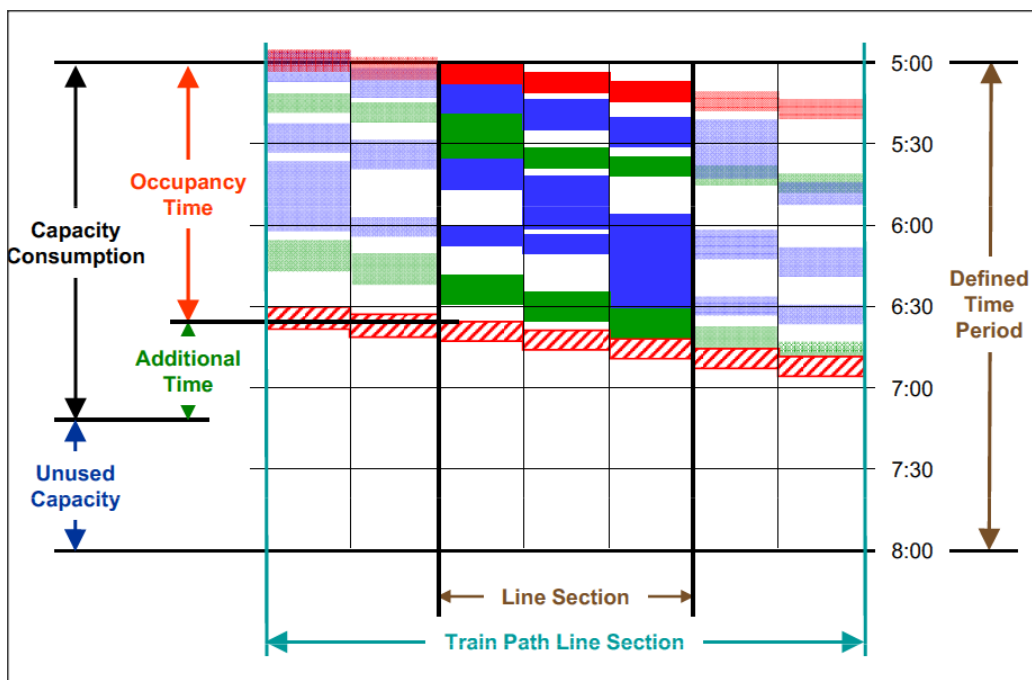 5:00
5:30
Occupancy
Time
6:00
Capacity
Consumption
6:30
Defined
Time
Period
Additional
Time
7:00
Unused
Capacity
7:30
8:00
Line Section
Train Path Line Section